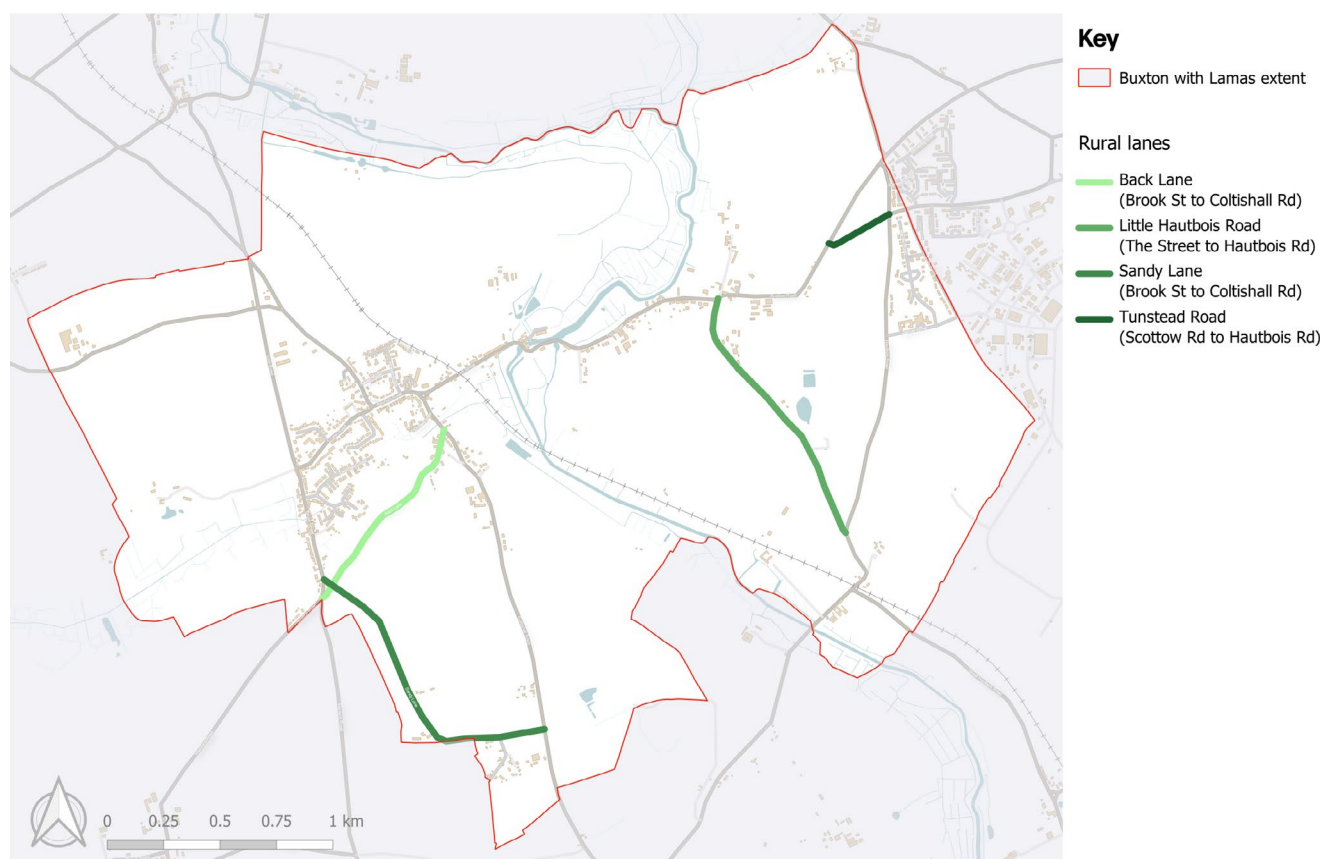 Key
Buxton with Lamas extent
Rural lanes
Back Lane
(Brook St to Coltishall Rd)
Little Hautbois Road
(The Street to Hautbois Rd)
Sandy Lane
(Brook St to Coltishall Rd)
Tunstead Road
(Scottow Rd to Hautbois Rd)
0 0.25 0.5 0.75 1 km